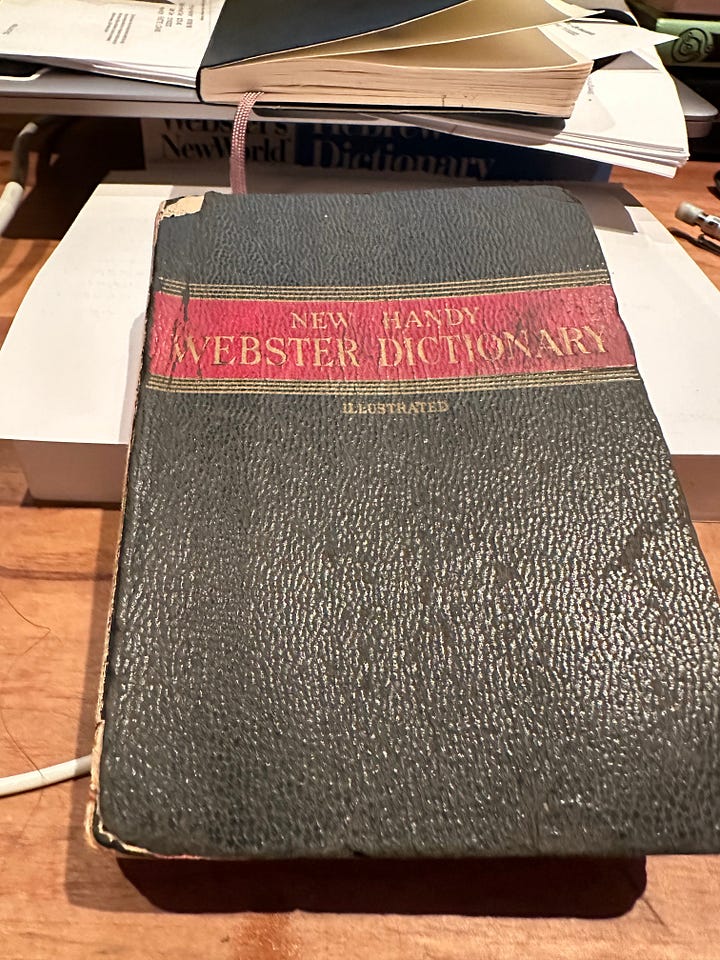 Webster's
NewWorld
Hebrew
Dictionary
NEW HANDY
WEBSTER DICTIONARY
ILLUSTRATED